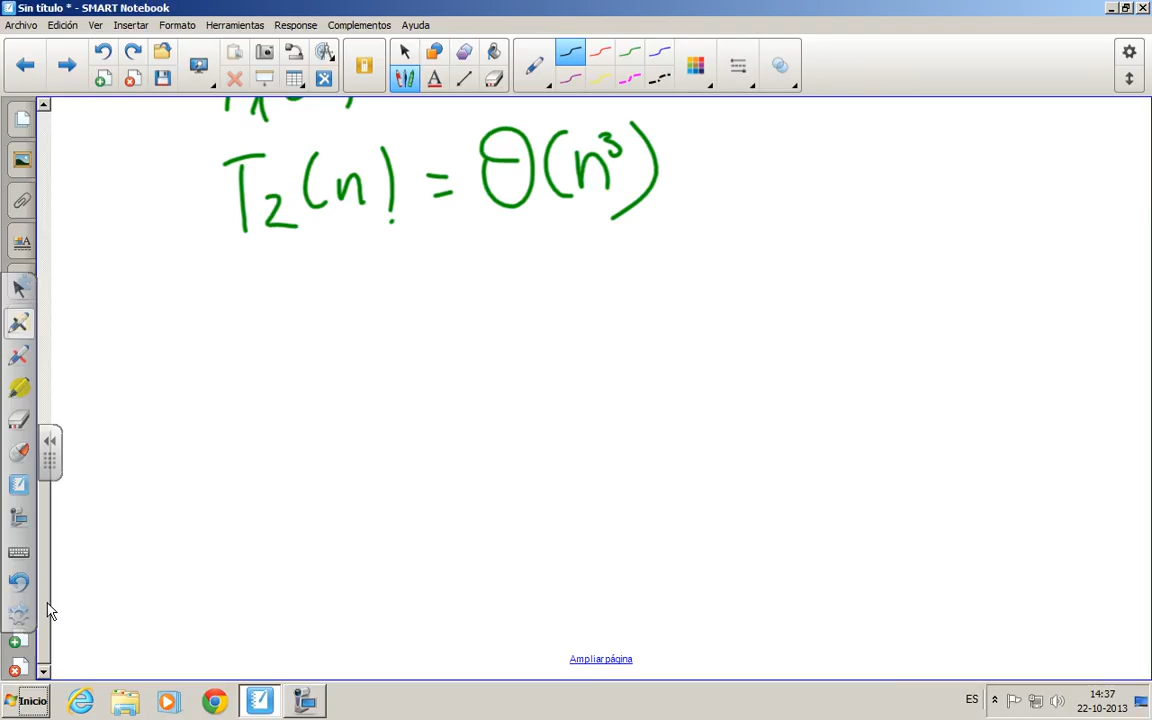 Sin título * - SMART Notebook
Archivo Edición Ver Insertar Formato Herramientas Response Complementos Ayuda
T₂(n) = Θ(n³)
Ampliar página
Inicio
ES
14:37
22-10-2013